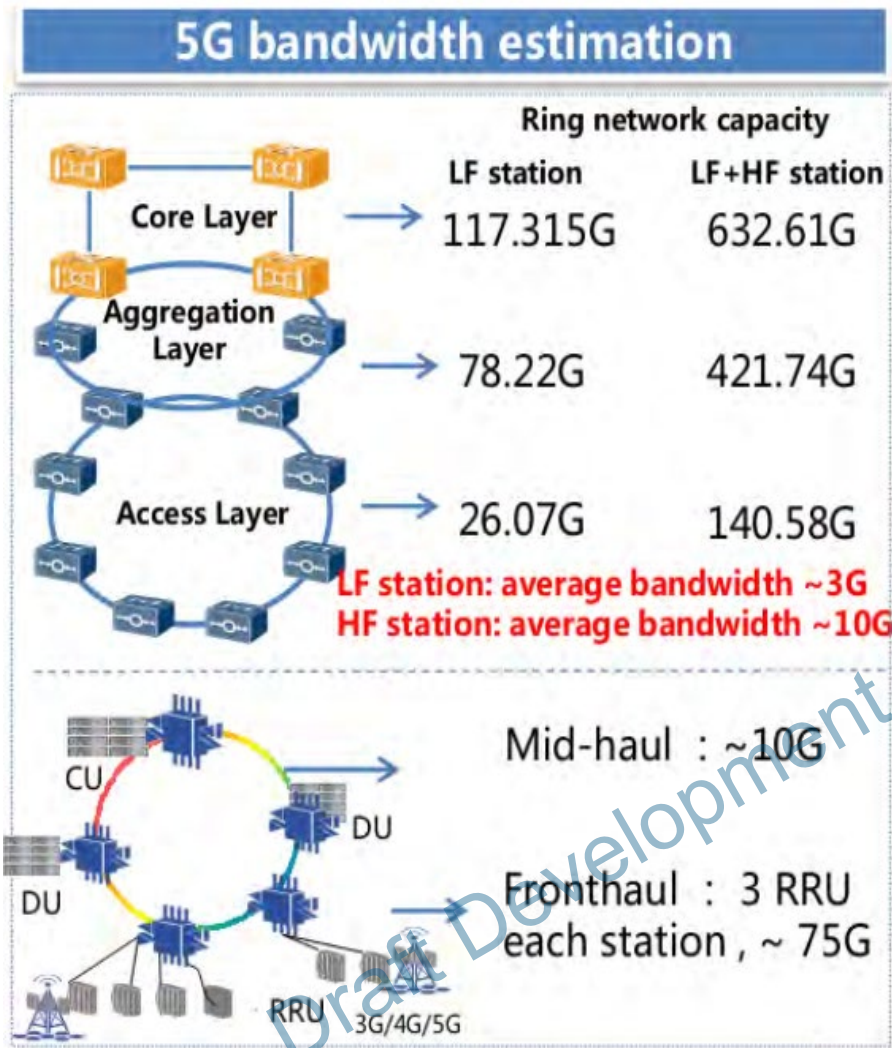 5G bandwidth estimation
Ring network capacity
LF station LF+HF station
Core Layer
117.315G 632.61G
Aggregation
Layer
78.22G 421.74G
Access Layer
26.07G 140.58G
LF station: average bandwidth ~3G
HF station: average bandwidth ~10G
CU
DU
Mid-haul : ~10G
DU
Fronthaul : 3 RRU
each station , ~ 75G
RRU
3G/4G/5G
Draft Development